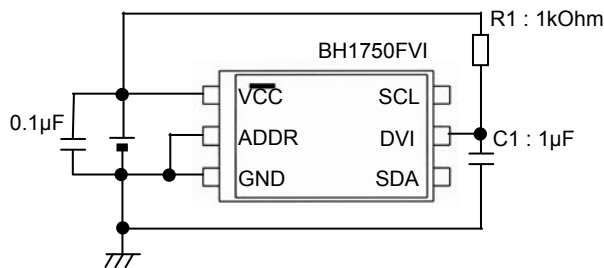 R1 : 1kOhm
BH1750FVI
VCC SCL
0.1µF
ADDR DVI
C1 : 1µF
GND SDA